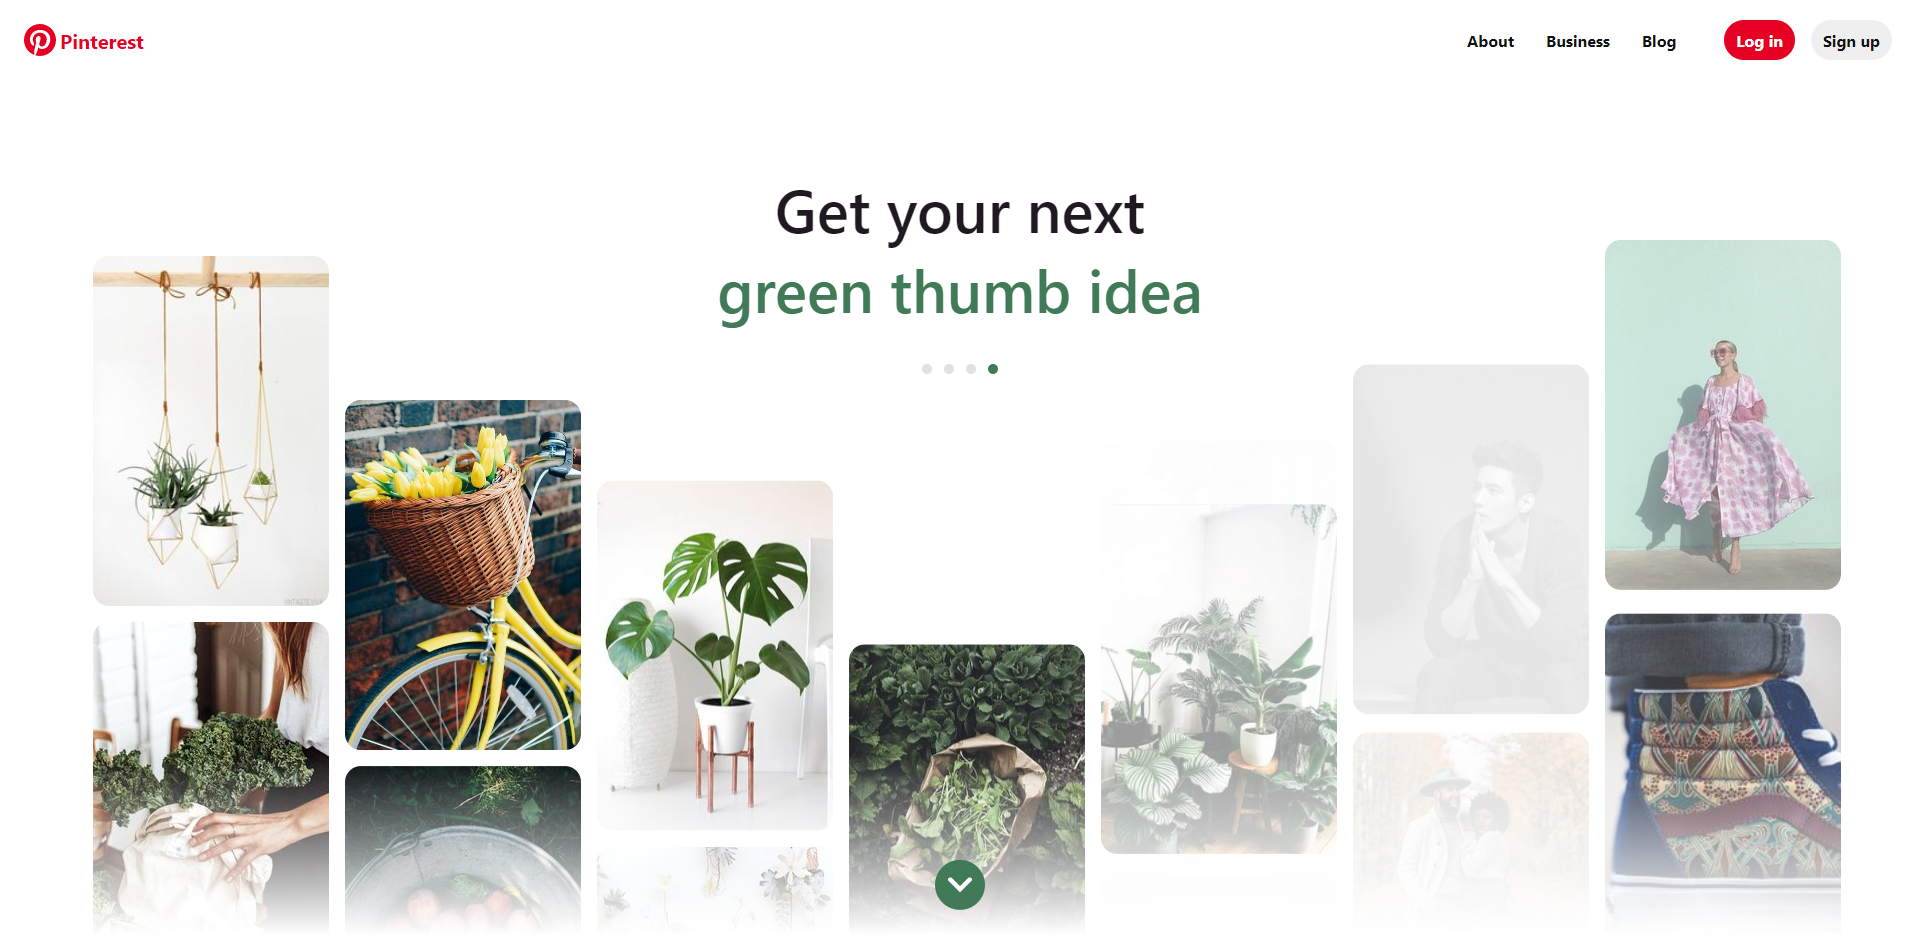 Pinterest
About
Business
Blog
Log in
Sign up
Get your next
green thumb idea